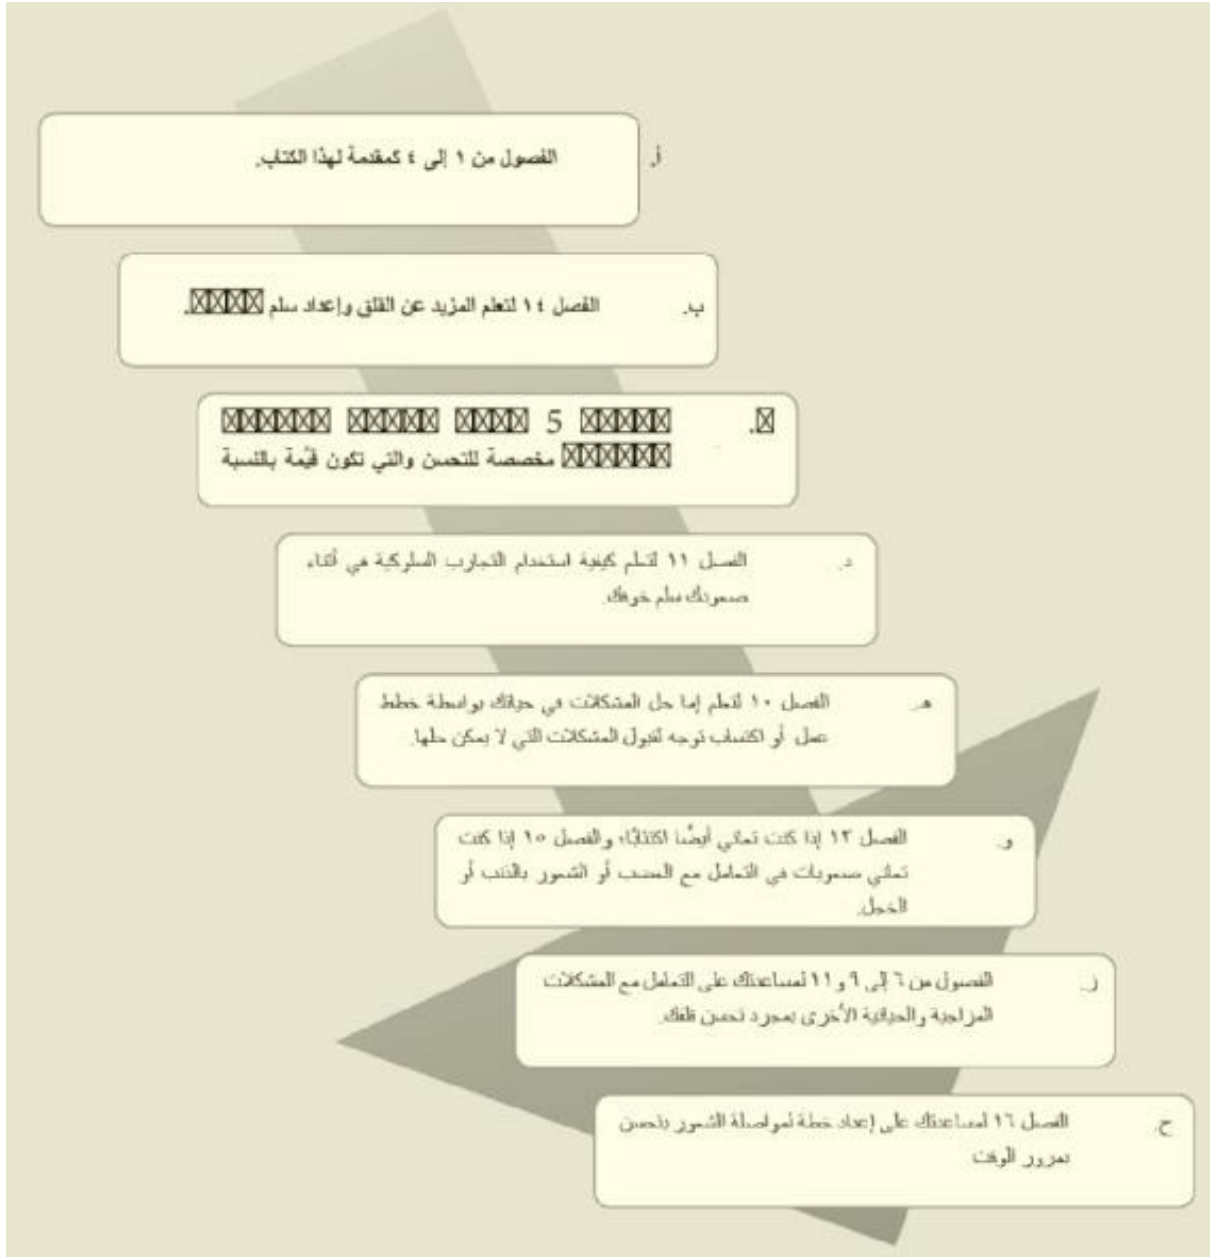 أ. الفصول من ١ إلى ٤ كمقدمة لهذا الكتاب.
ب. الفصل ١٤ لتعلم المزيد عن القلق وإعداد سلم .
5
مخصصة للتحسن والتي تكون قيّمة بالنسبة
د. الفصل ١١ لتعلم كيفية استخدام التجارب السلوكية في أثناء
صعودك سلم خوفك.
هـ. الفصل ١٠ لتعلم إما حل المشكلات في حياتك بواسطة خطط
عمل أو اكتساب توجه لقبول المشكلات التي لا يمكن حلها.
و. الفصل ١٣ إذا كنت تعاني أيضًا اكتئابًا؛ والفصل ١٥ إذا كنت
تعاني صعوبات في التعامل مع الغضب أو الشعور بالذنب أو
الخجل.
ز. الفصول من ٦ إلى ٩ و ١١ لمساعدتك على التعامل مع المشكلات
المزاجية والحياتية الأخرى بمجرد تحسن قلقك.
ح. الفصل ١٦ لمساعدتك على إعداد خطة لمواصلة الشعور بتحسن
بمرور الوقت